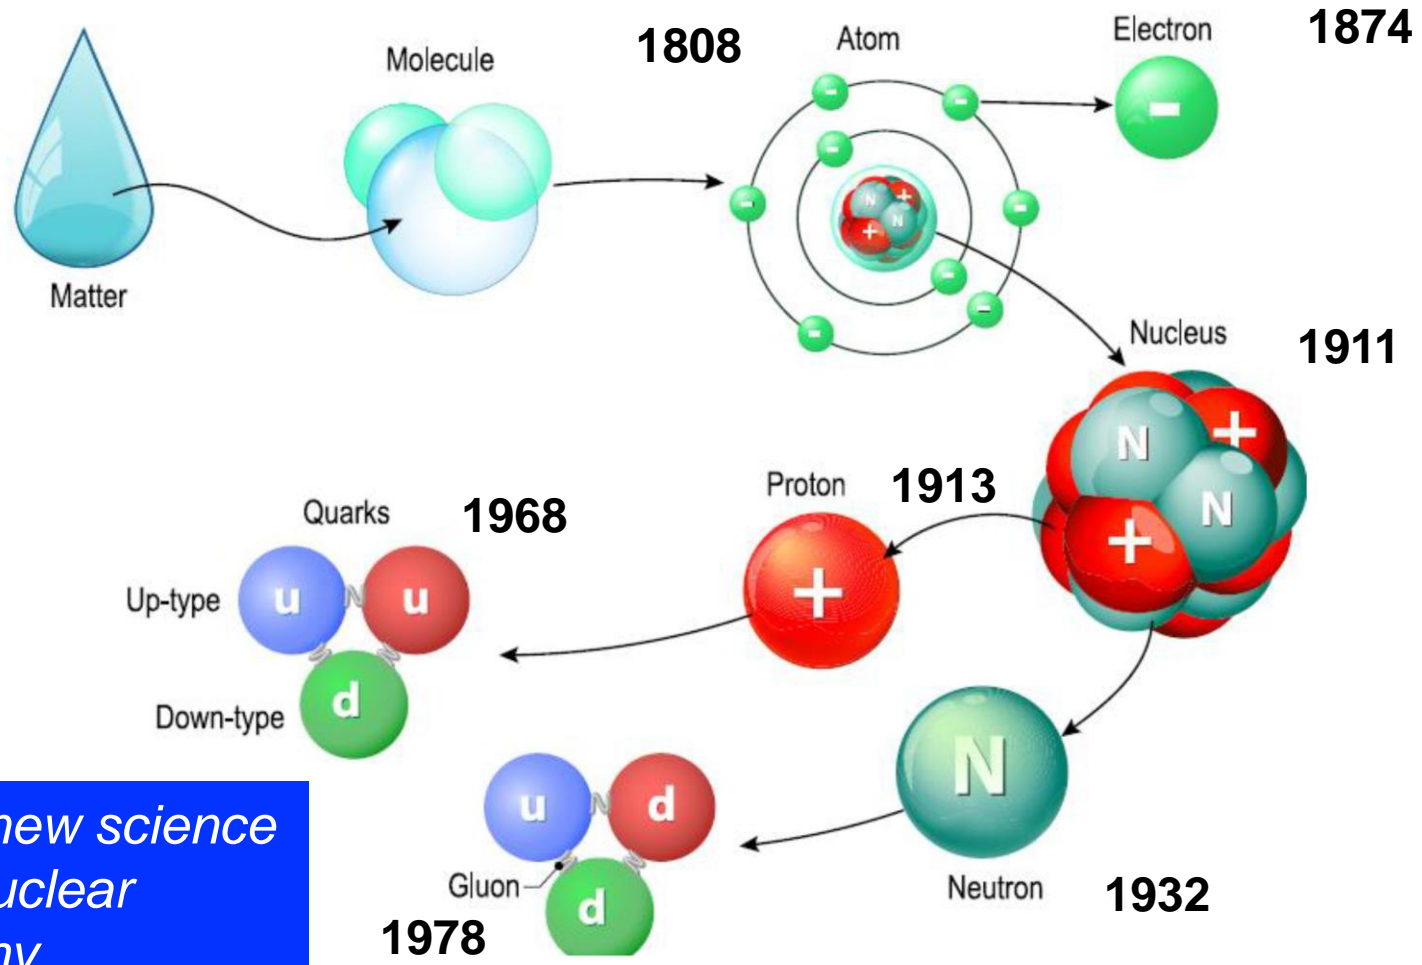 Matter
Molecule
1808
Atom
-
-
-
-
-
-
-
-
N
+
N
+
Electron
1874
-
Nucleus
1911
N
+
N
+
Proton
1913
+
Quarks
1968
Up-type
u
u
Down-type
d
Neutron
1932
N
u
d
Gluon
d
1978
new science
uclear
ny